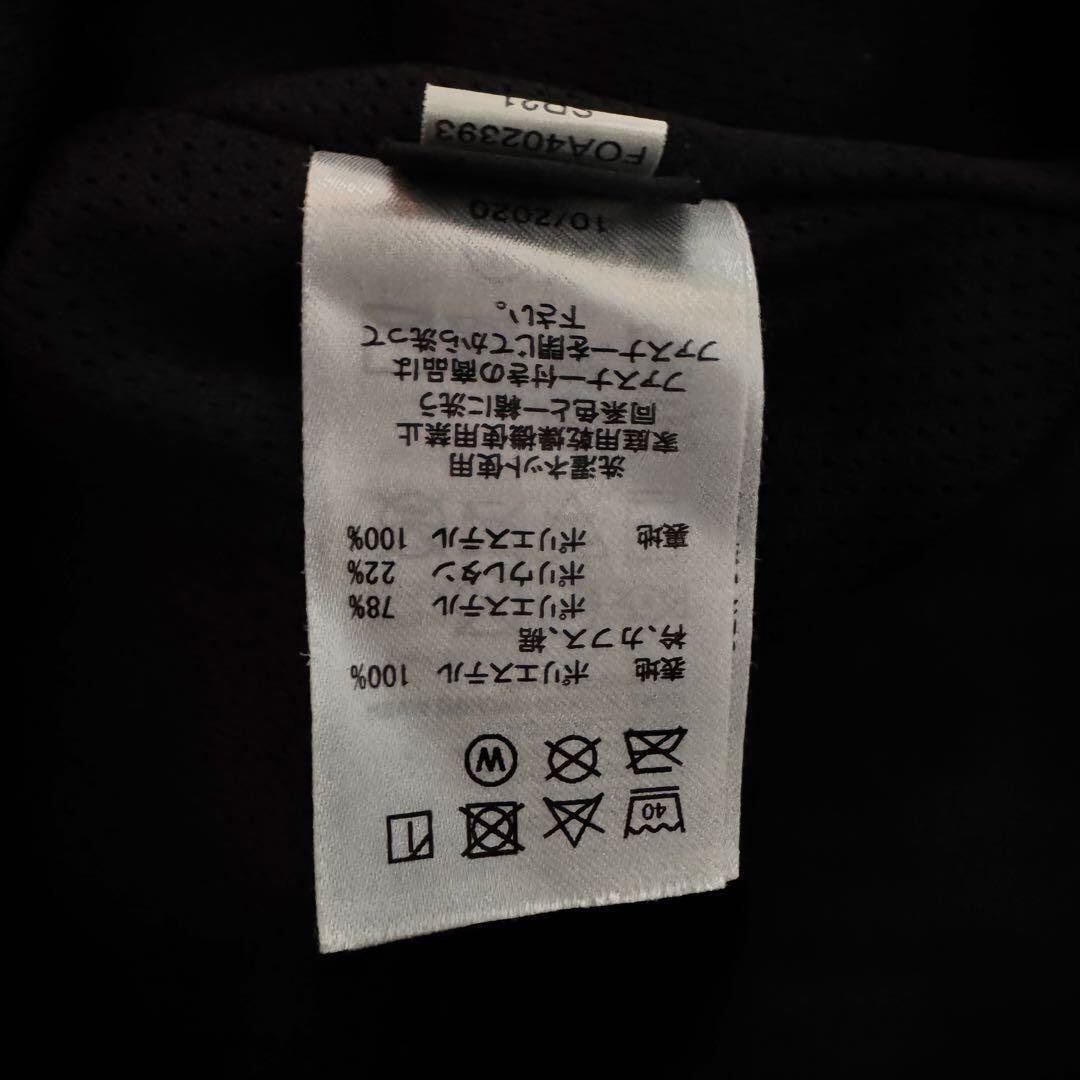 40
W
表地 ポリエステル 100%
衿、カフス、裾
ポリエステル 78%
ポリウレタン 22%
裏地 ポリエステル 100%
洗濯ネット使用
家庭用乾燥機使用禁止
同系色と一緒に洗う
ファスナー付きの商品は
ファスナーを閉じてから洗って
下さい。
10/2020
FOA402393